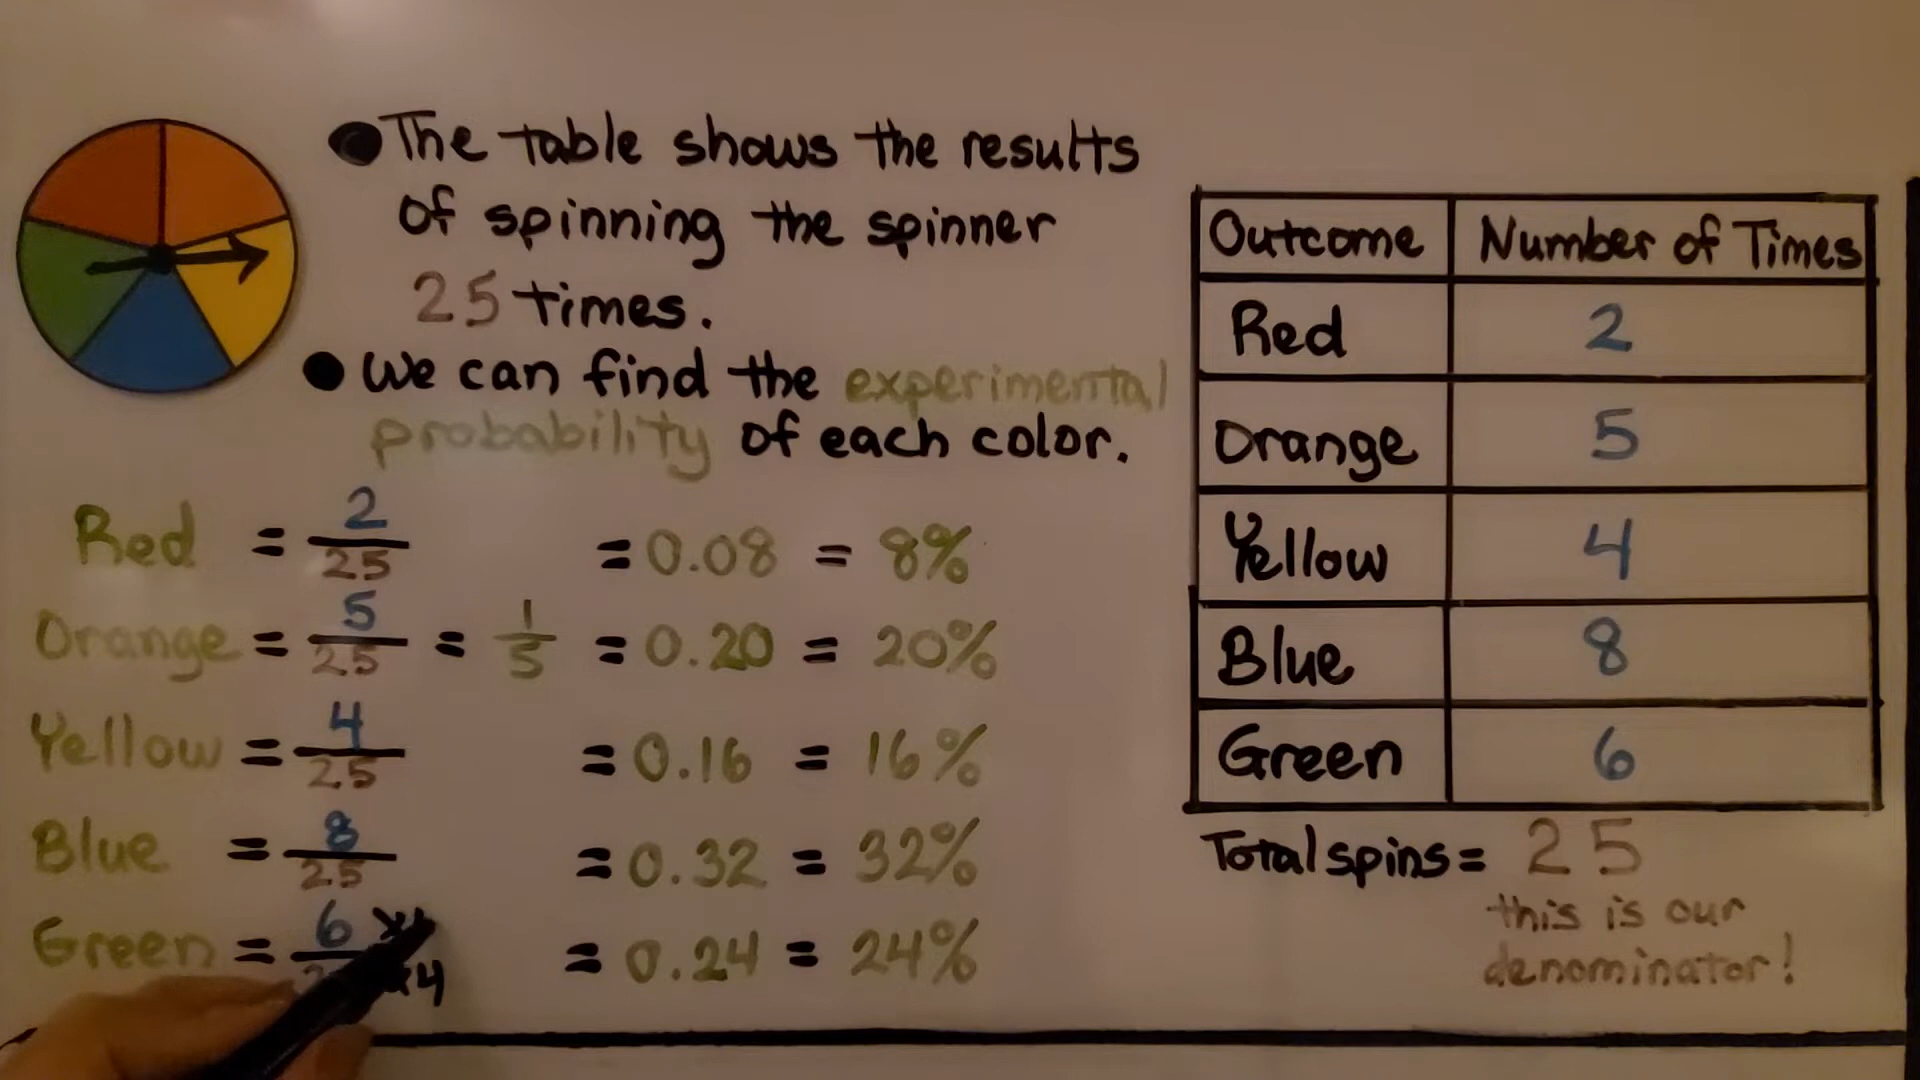 The table shows the results
of spinning the spinner
25 times.
We can find the experimental
probability of each color.
Red = 2/25 = 0.08 = 8%
Orange = 5/25 = 1/5 = 0.20 = 20%
Yellow = 4/25 = 0.16 = 16%
Blue = 8/25 = 0.32 = 32%
Green = 6 = 0.24 = 24%
×4
Outcome Number of Times
Red 2
Orange 5
Yellow 4
Blue 8
Green 6
Total spins = 25
this is our
denominator!